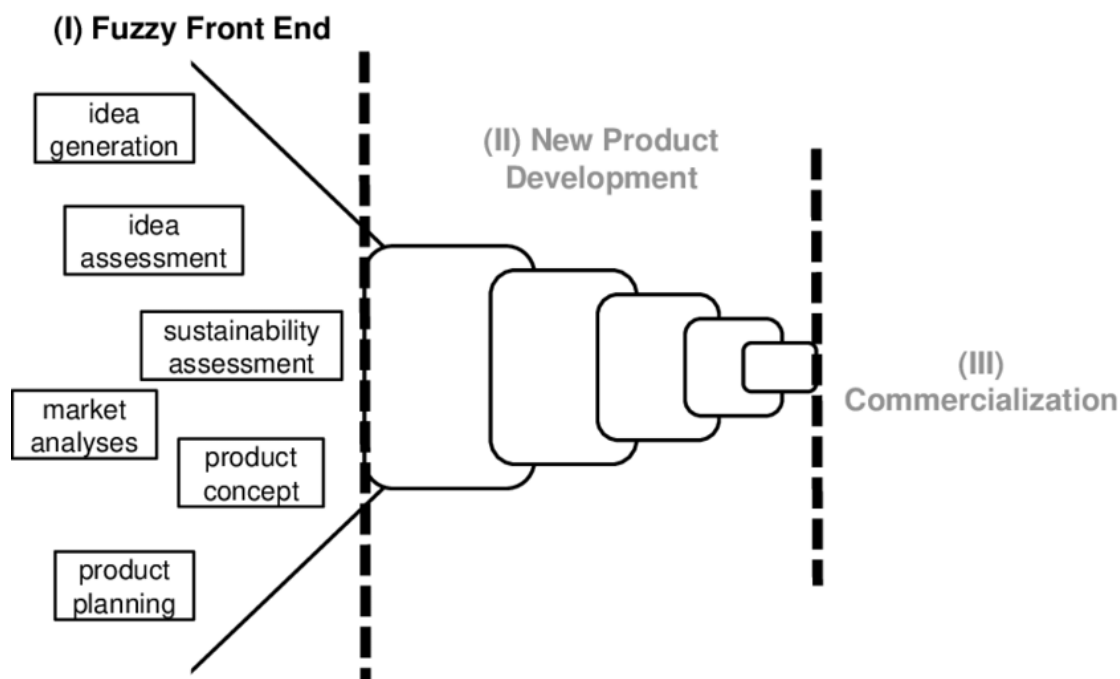 (I) Fuzzy Front End
idea
generation
idea
assessment
sustainability
assessment
market
analyses
product
concept
product
planning
(II) New Product
Development
(III)
Commercialization